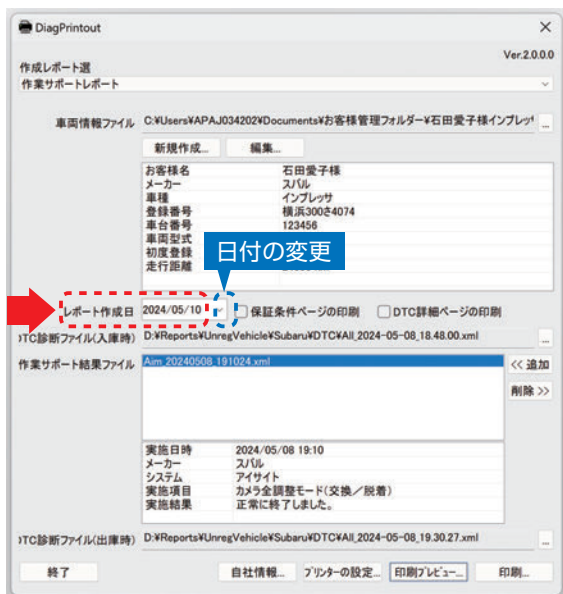 DiagPrintout
Ver.2.0.0.0
作成レポート選
作業サポートレポート
車両情報ファイル C:¥Users¥APAJ034202¥Documents¥お客様管理フォルダー¥石田愛子様インプレッ ...
新規作成... 編集...
お客様名 石田愛子様
メーカー スバル
車種 インプレッサ
登録番号 横浜300さ4074
車台番号 123456
車両型式
初度登録
走行距離
日付の変更
レポート作成日 2024/05/10 保証条件ページの印刷 DTC詳細ページの印刷
DTC診断ファイル(入庫時) D:¥Reports¥UnregVehicle¥Subaru¥DTC¥All_2024-05-08_18.48.00.xml ...
作業サポート結果ファイル Aim_20240508_191024.xml << 追加
削除 >>
実施日時 2024/05/08 19:10
メーカー スバル
システム アイサイト
実施項目 カメラ全調整モード(交換／脱着)
実施結果 正常に終了しました。
DTC診断ファイル(出庫時) D:¥Reports¥UnregVehicle¥Subaru¥DTC¥All_2024-05-08_19.30.27.xml ...
終了 自社情報... プリンターの設定... 印刷プレビュー... 印刷...